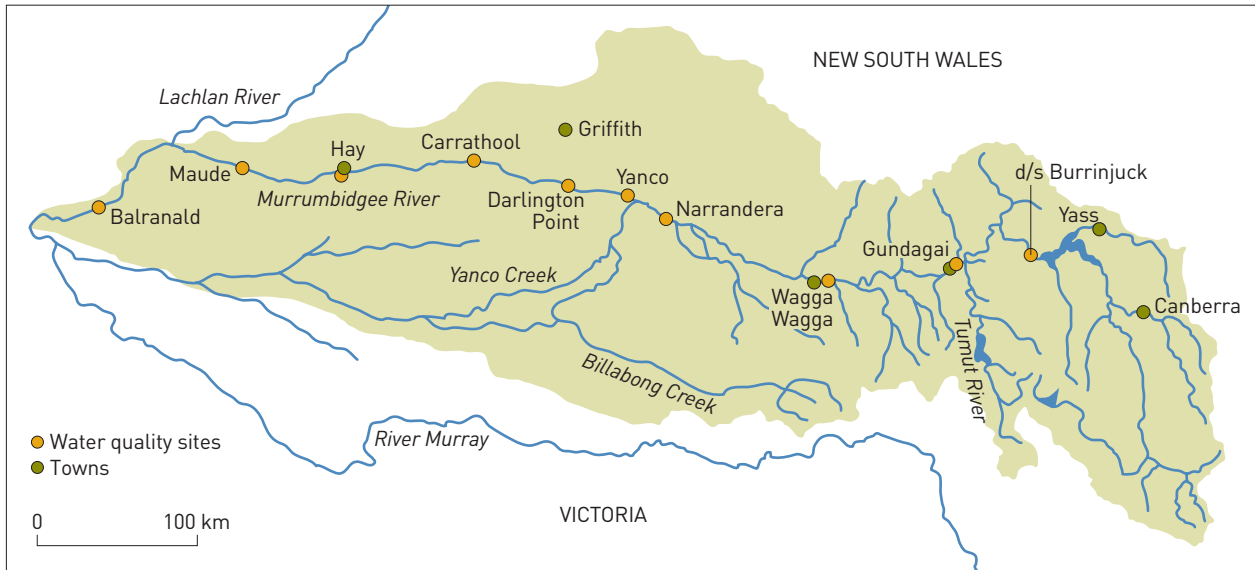 NEW SOUTH WALES
Lachlan River
Griffith
Carrathool
Hay
Yanco
d/s Burrinjuck
Maude
Murrumbidgee River
Darlington
Point
Narrandera
Yass
Balranald
Gundagai
Yanco Creek
Wagga
Wagga
Canberra
Tumut River
Billabong Creek
River Murray
Water quality sites
Towns
0 100 km
VICTORIA